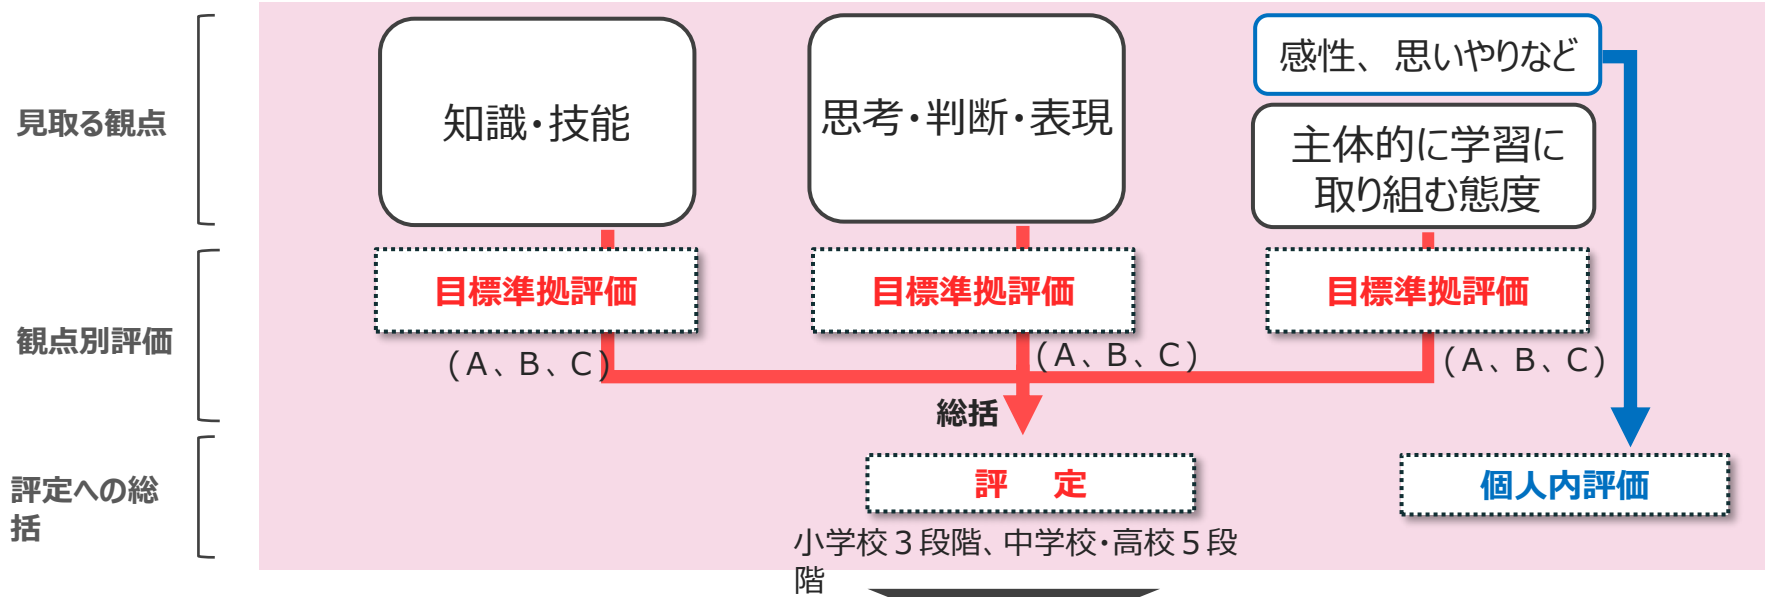 見取る観点
知識・技能
思考・判断・表現
感性、思いやりなど
主体的に学習に
取り組む態度
観点別評価
目標準拠評価
目標準拠評価
目標準拠評価
(A、B、C)
(A、B、C)
(A、B、C)
総括
評定への総
括
評　定
個人内評価
小学校３段階、中学校・高校５段
階